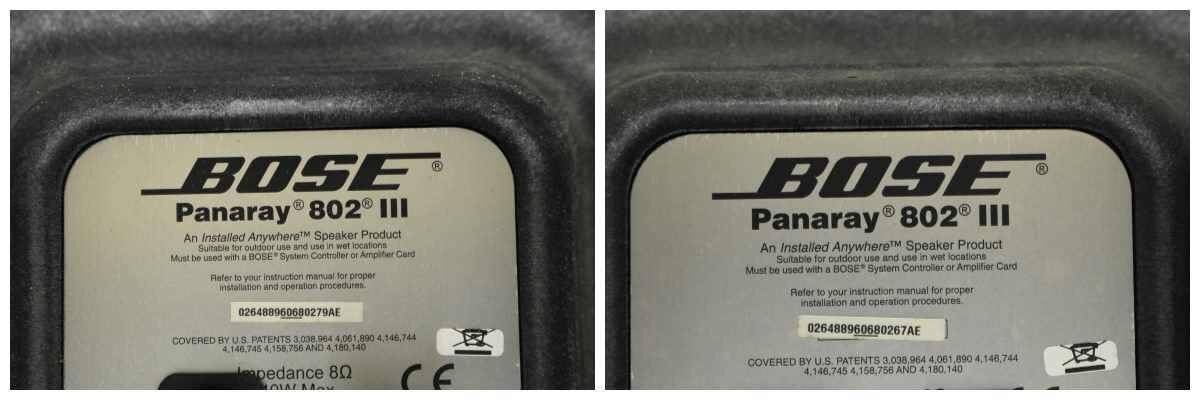 BOSE®
Panaray® 802® III
An Installed Anywhere™ Speaker Product
Suitable for outdoor use and use in wet locations
Must be used with a BOSE® System Controller or Amplifier Card
Refer to your instruction manual for proper
installation and operation procedures.
026488960680279AE
COVERED BY U.S. PATENTS 3,038,964 4,061,890 4,146,744
4,146,745 4,158,756 AND 4,180,140
Impedance 8Ω
CE
BOSE®
Panaray® 802® III
An Installed Anywhere™ Speaker Product
Suitable for outdoor use and use in wet locations
Must be used with a BOSE® System Controller or Amplifier Card
Refer to your instruction manual for proper
installation and operation procedures.
026488960680267AE
COVERED BY U.S. PATENTS 3,038,964 4,061,890 4,146,744
4,146,745 4,158,756 AND 4,180,140